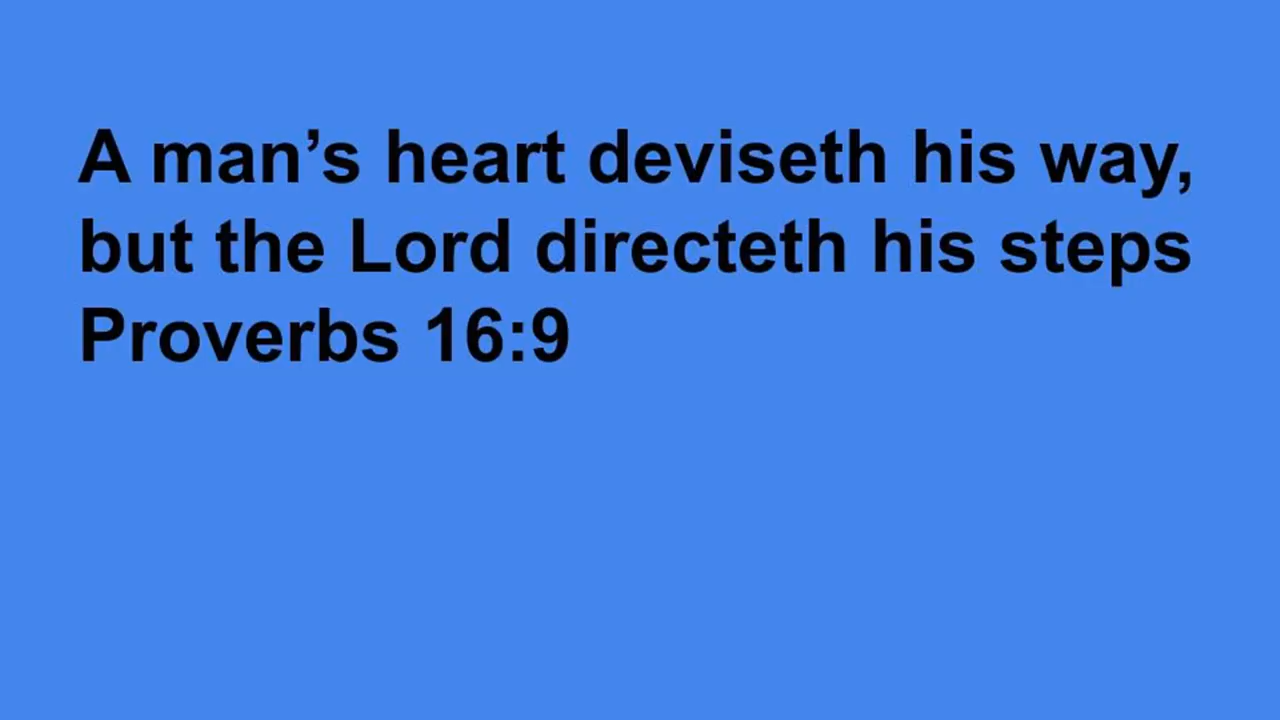 A man’s heart deviseth his way,
but the Lord directeth his steps
Proverbs 16:9